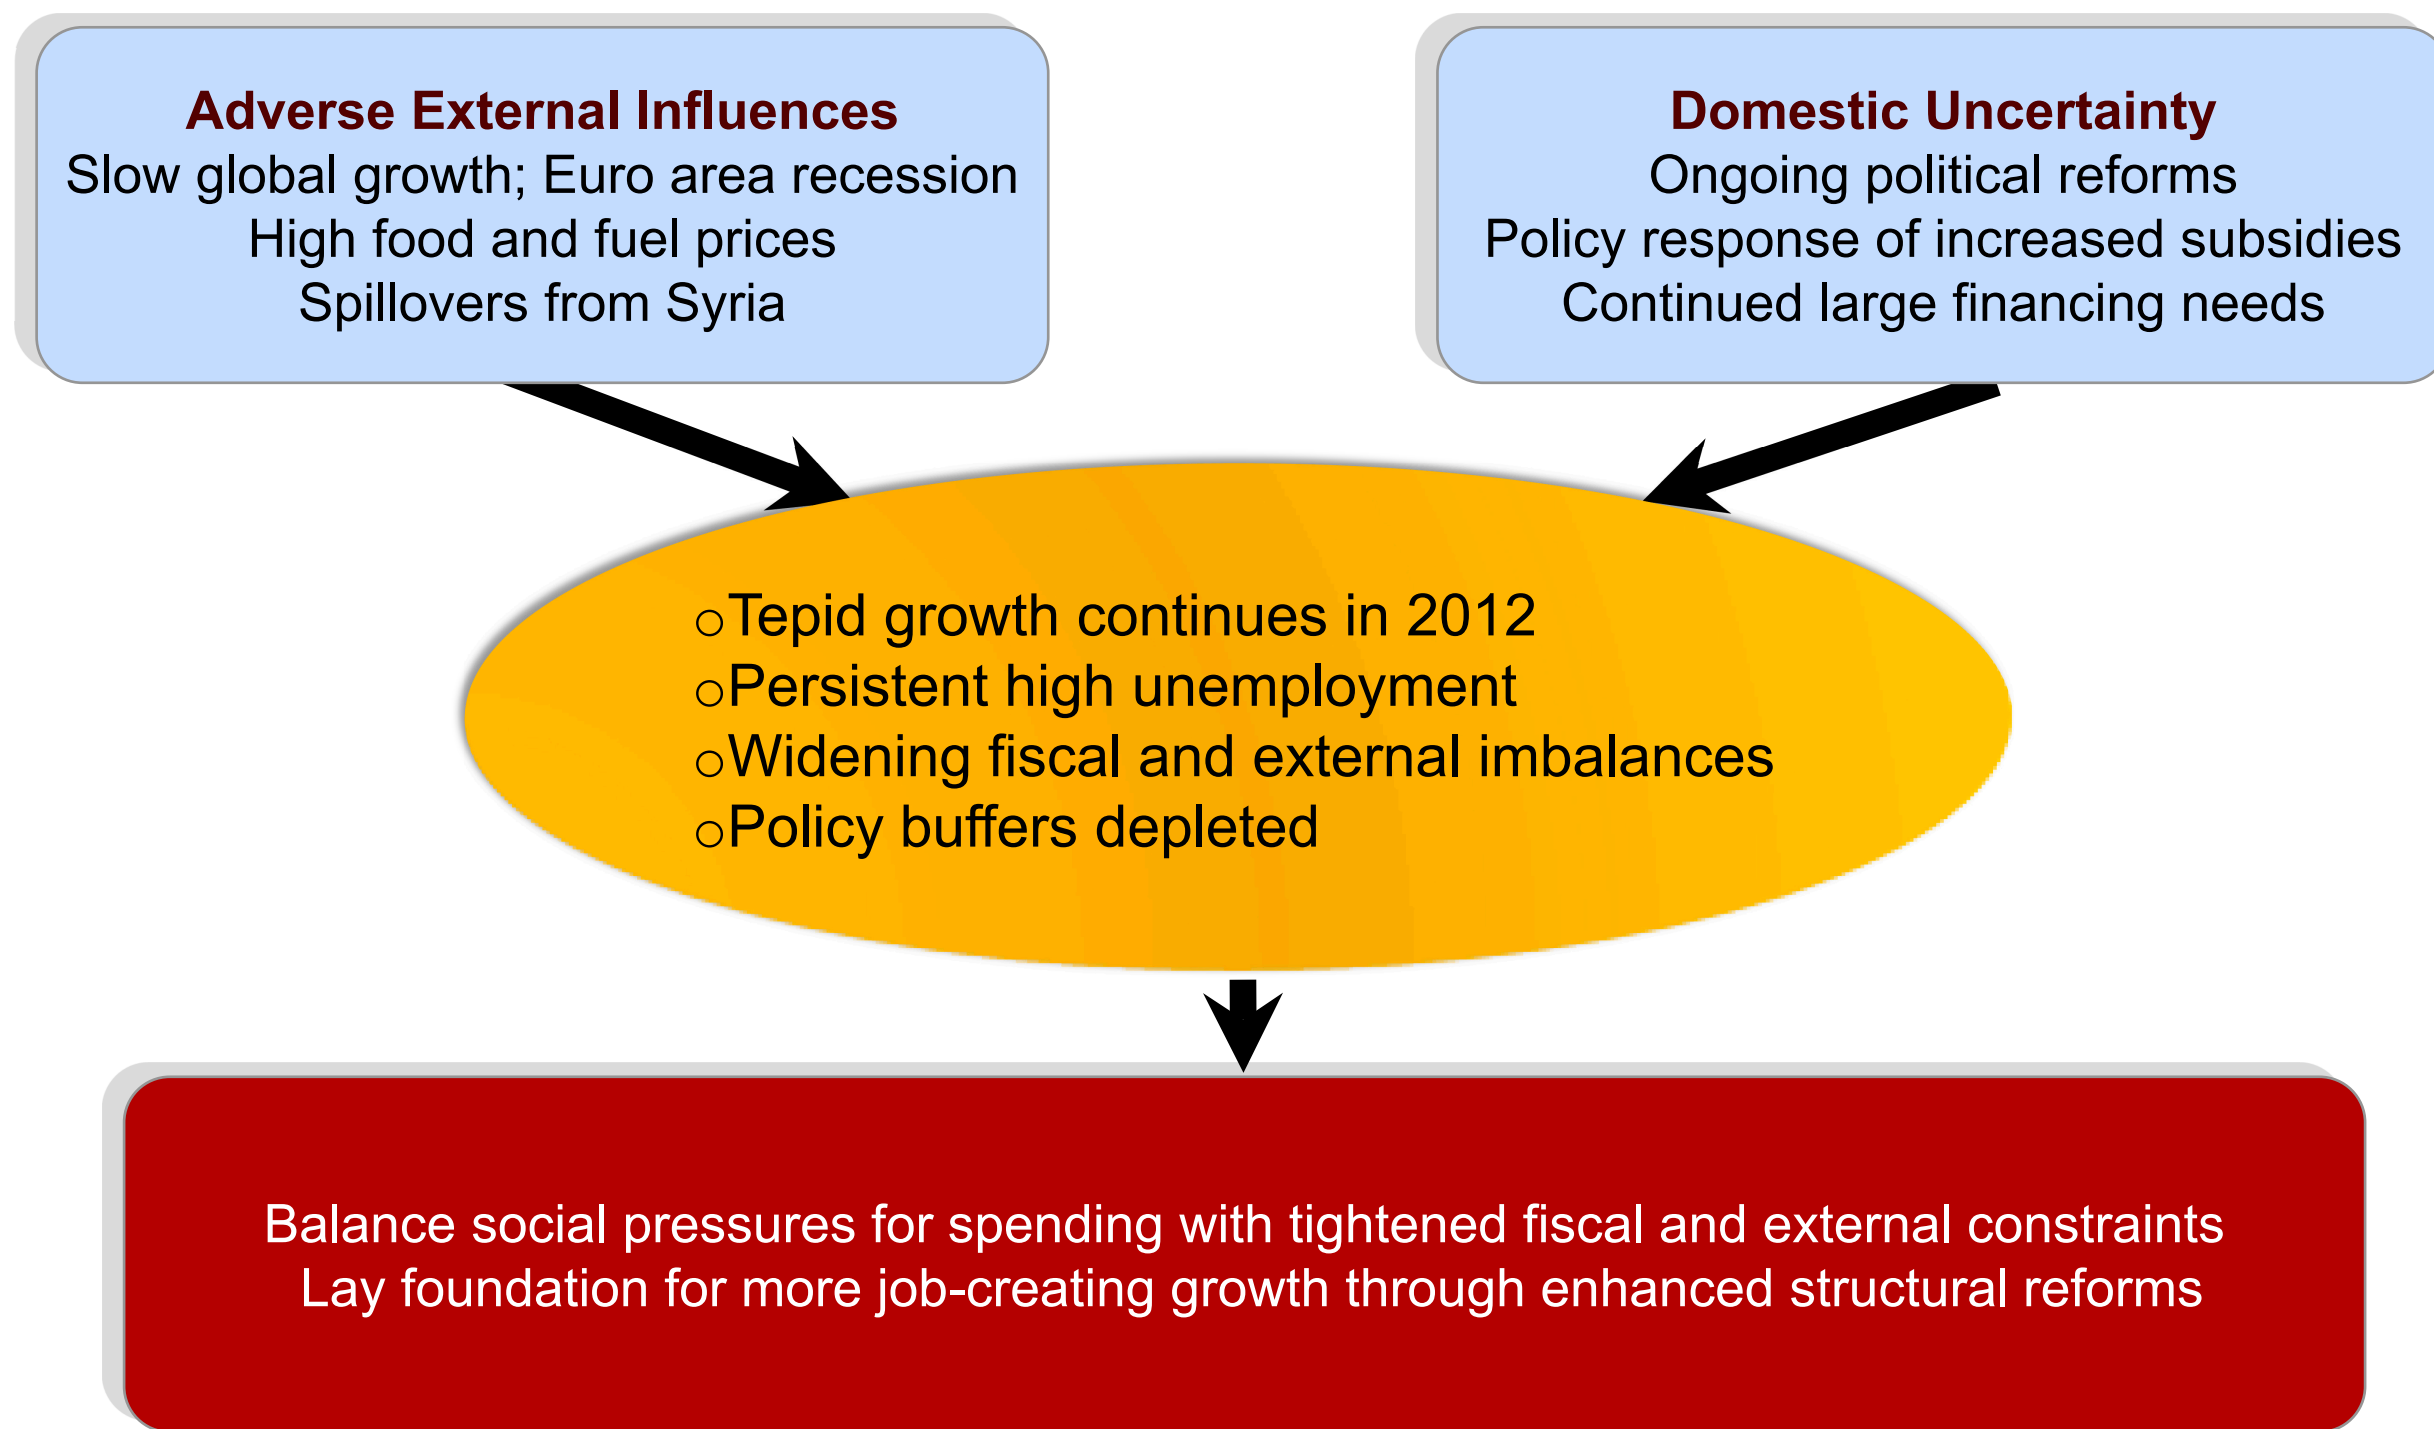 Adverse External Influences
Slow global growth; Euro area recession
High food and fuel prices
Spillovers from Syria
Domestic Uncertainty
Ongoing political reforms
Policy response of increased subsidies
Continued large financing needs
○Tepid growth continues in 2012
○Persistent high unemployment
○Widening fiscal and external imbalances
○Policy buffers depleted
Balance social pressures for spending with tightened fiscal and external constraints
Lay foundation for more job-creating growth through enhanced structural reforms